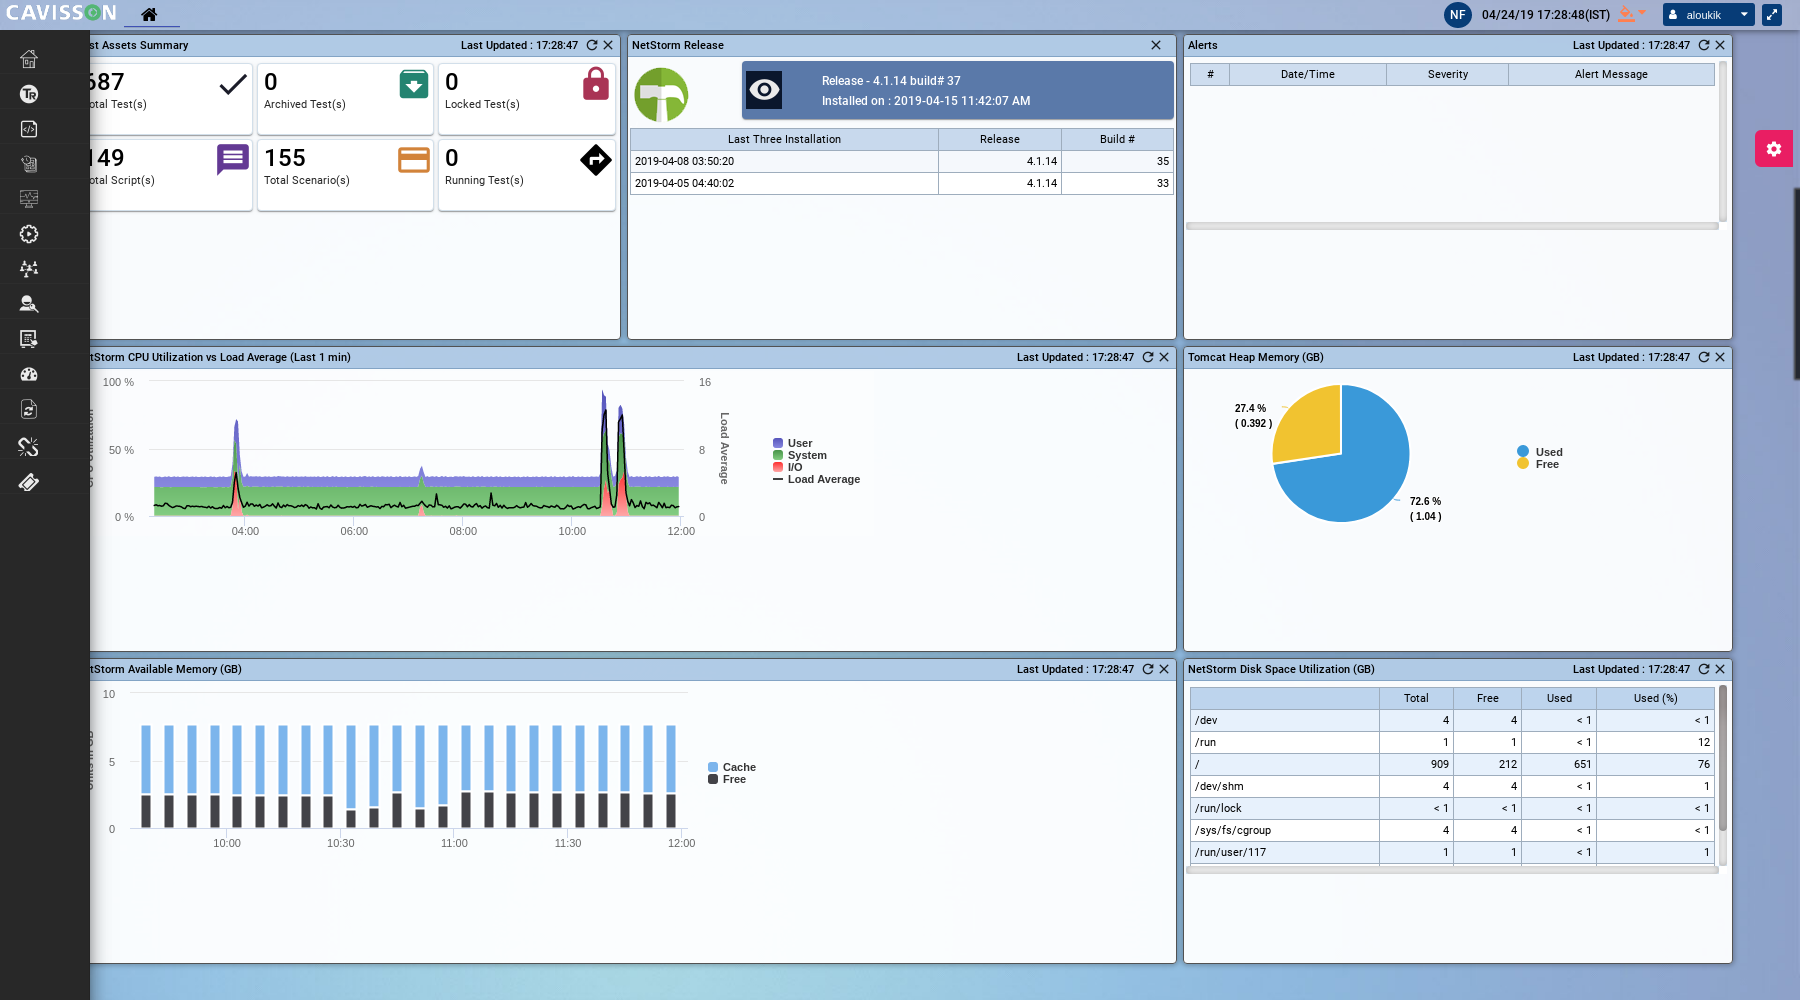 CAVISSON
NF
04/24/19 17:28:48(IST)
aloukik
Assets Summary
Last Updated : 17:28:47
NetStorm Release
Alerts
Last Updated : 17:28:47
Test(s)
0
Archived Test(s)
0
Locked Test(s)
Script(s)
155
Total Scenario(s)
0
Running Test(s)
Release - 4.1.14 build# 37
Installed on : 2019-04-15 11:42:07 AM
Last Three Installation Release Build #
2019-04-08 03:50:20 4.1.14 35
2019-04-05 04:40:02 4.1.14 33
# Date/Time Severity Alert Message
TR
CPU Utilization vs Load Average (Last 1 min)
Last Updated : 17:28:47
100 %
50 %
0 %
16
8
0
Load Average
04:00 06:00 08:00 10:00 12:00
User
System
I/O
Load Average
Tomcat Heap Memory (GB)
Last Updated : 17:28:47
27.4 %
( 0.392 )
72.6 %
( 1.04 )
Used
Free
Available Memory (GB)
Last Updated : 17:28:47
10
5
0
10:00 10:30 11:00 11:30 12:00
Cache
Free
NetStorm Disk Space Utilization (GB)
Last Updated : 17:28:47
Total Free Used Used (%)
/dev 4 4 < 1 < 1
/run 1 1 < 1 12
/ 909 212 651 76
/dev/shm 4 4 < 1 1
/run/lock < 1 < 1 < 1 < 1
/sys/fs/cgroup 4 4 < 1 < 1
/run/user/117 1 1 < 1 1